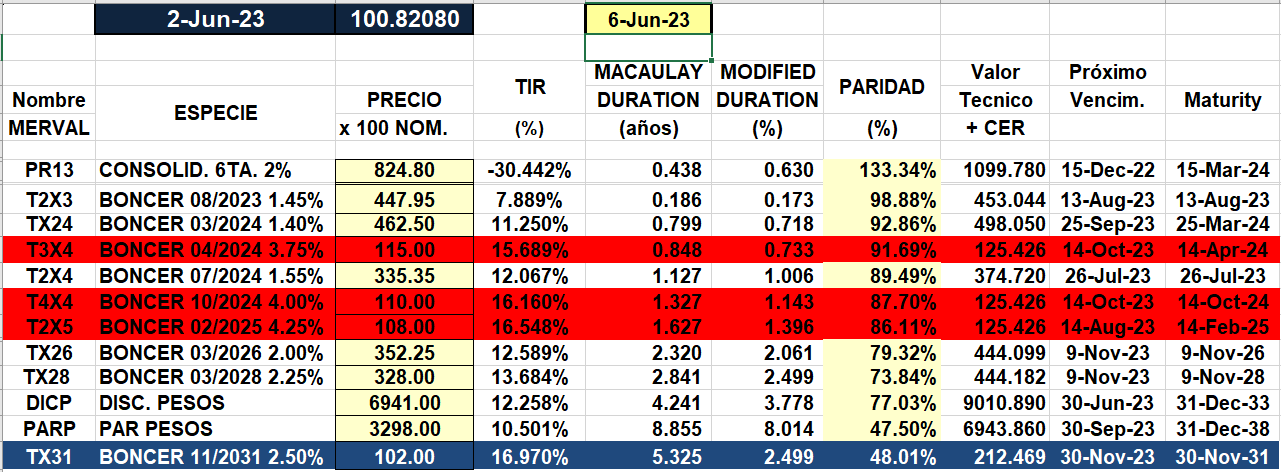 2-Jun-23 100.82080 6-Jun-23
Nombre MERVAL ESPECIE PRECIO x 100 NOM. TIR (%) MACAULAY DURATION (años) MODIFIED DURATION (%) PARIDAD (%) Valor Tecnico + CER Próximo Vencim. Maturity
PR13 CONSOLID. 6TA. 2% 824.80 -30.442% 0.438 0.630 133.34% 1099.780 15-Dec-22 15-Mar-24
T2X3 BONCER 08/2023 1.45% 447.95 7.889% 0.186 0.173 98.88% 453.044 13-Aug-23 13-Aug-23
TX24 BONCER 03/2024 1.40% 462.50 11.250% 0.799 0.718 92.86% 498.050 25-Sep-23 25-Mar-24
T3X4 BONCER 04/2024 3.75% 115.00 15.689% 0.848 0.733 91.69% 125.426 14-Oct-23 14-Apr-24
T2X4 BONCER 07/2024 1.55% 335.35 12.067% 1.127 1.006 89.49% 374.720 26-Jul-23 26-Jul-23
T4X4 BONCER 10/2024 4.00% 110.00 16.160% 1.327 1.143 87.70% 125.426 14-Oct-23 14-Oct-24
T2X5 BONCER 02/2025 4.25% 108.00 16.548% 1.627 1.396 86.11% 125.426 14-Aug-23 14-Feb-25
TX26 BONCER 03/2026 2.00% 352.25 12.589% 2.320 2.061 79.32% 444.099 9-Nov-23 9-Nov-26
TX28 BONCER 03/2028 2.25% 328.00 13.684% 2.841 2.499 73.84% 444.182 9-Nov-23 9-Nov-28
DICP DISC. PESOS 6941.00 12.258% 4.241 3.778 77.03% 9010.890 30-Jun-23 31-Dec-33
PARP PAR PESOS 3298.00 10.501% 8.855 8.014 47.50% 6943.860 30-Sep-23 31-Dec-38
TX31 BONCER 11/2031 2.50% 102.00 16.970% 5.325 2.499 48.01% 212.469 30-Nov-23 30-Nov-31